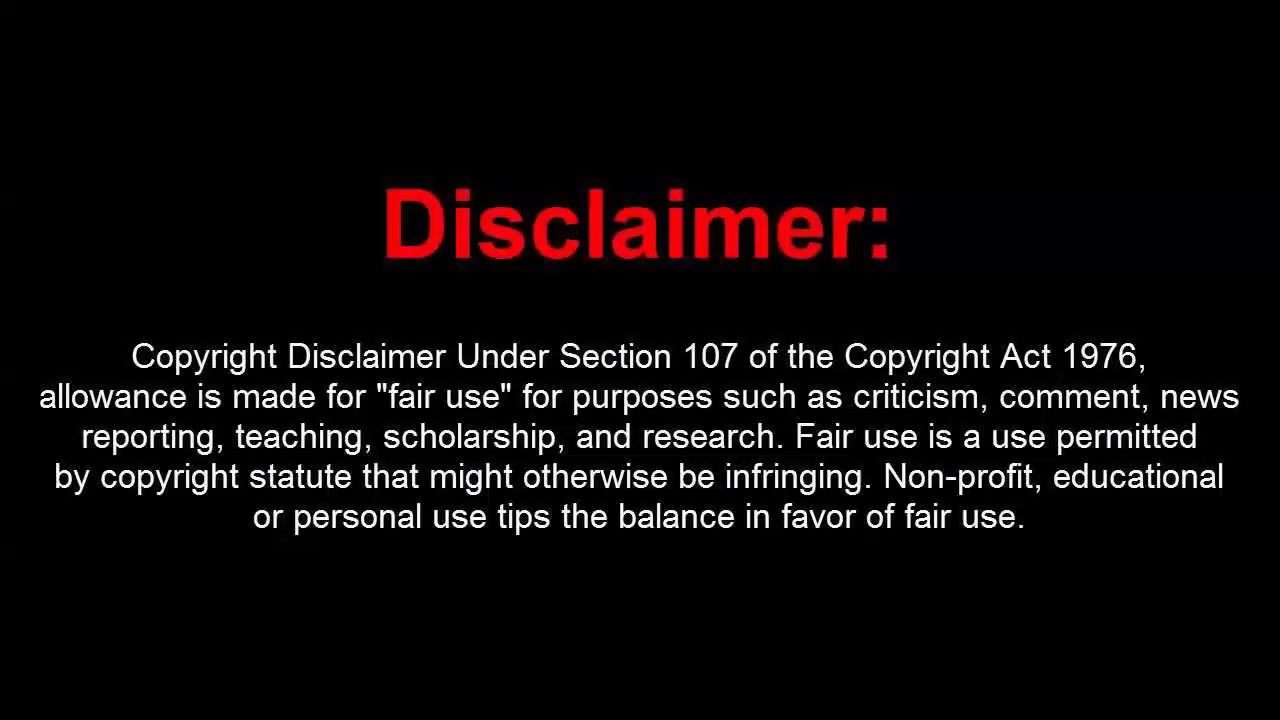 Disclaimer:
Copyright Disclaimer Under Section 107 of the Copyright Act 1976,
allowance is made for "fair use" for purposes such as criticism, comment, news
reporting, teaching, scholarship, and research. Fair use is a use permitted
by copyright statute that might otherwise be infringing. Non-profit, educational
or personal use tips the balance in favor of fair use.